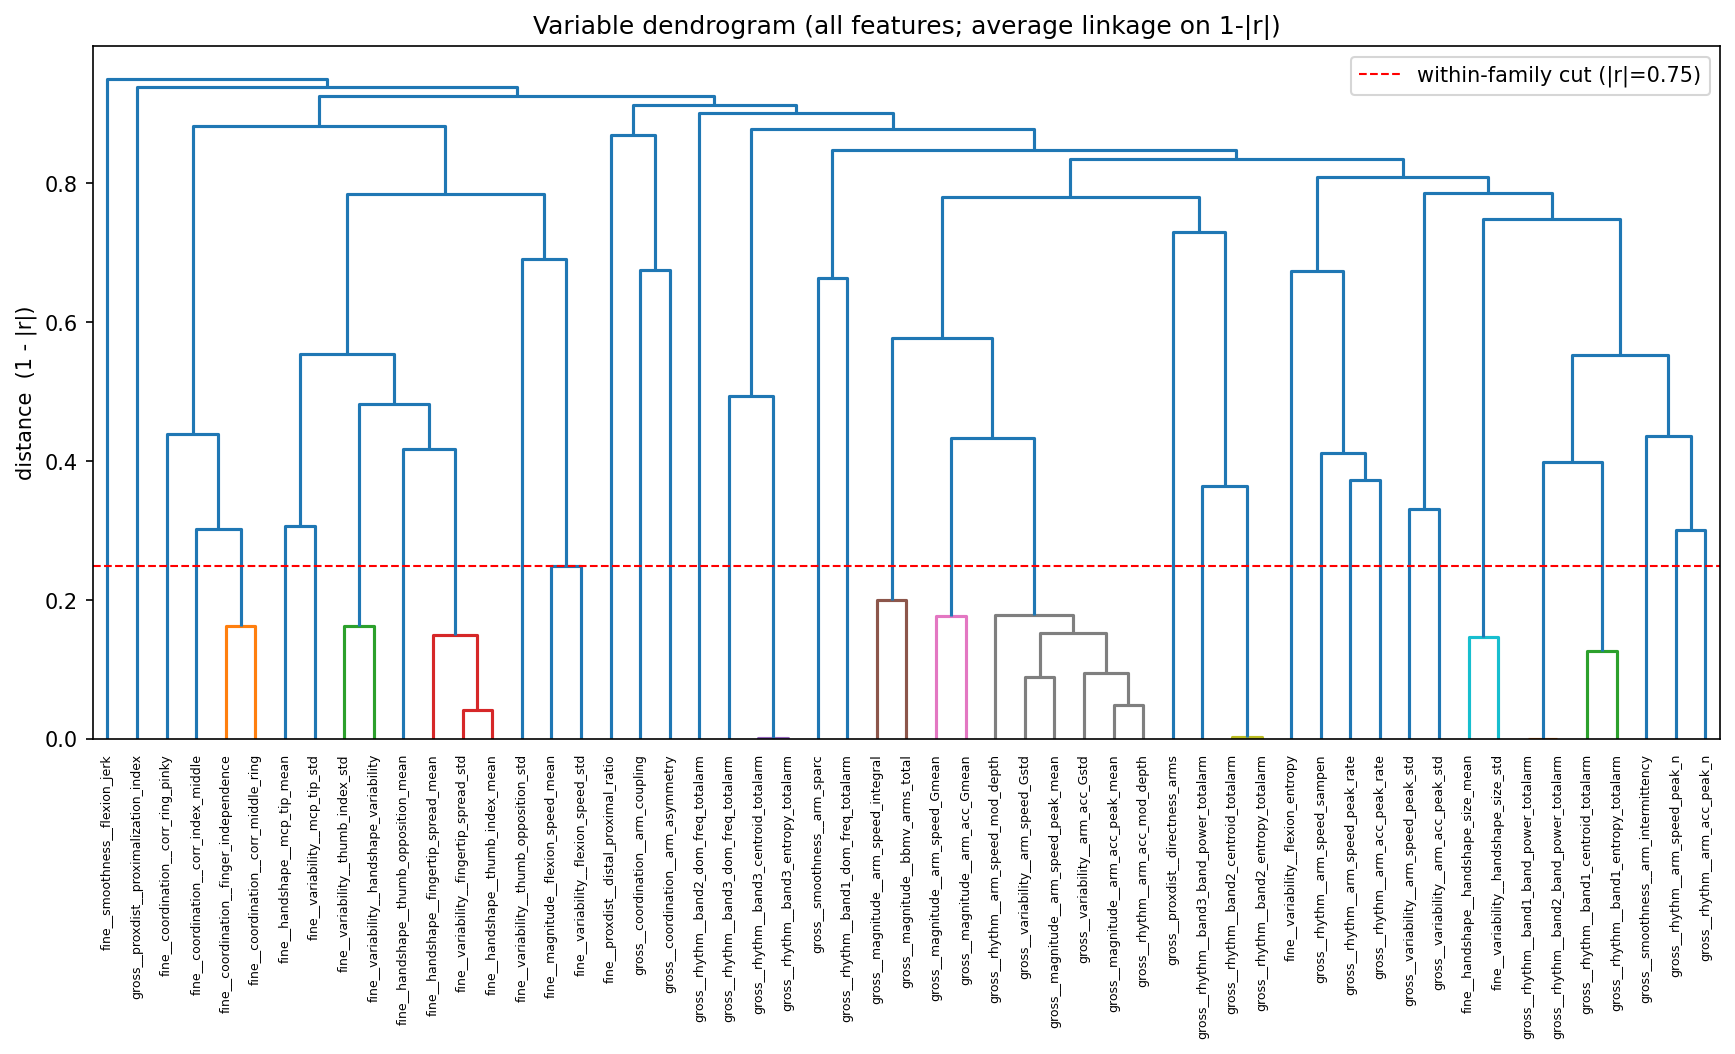 Variable dendrogram (all features; average linkage on 1-|r|)
within-family cut (|r|=0.75)
distance  (1 - |r|)
0.8
0.6
0.4
0.2
0.0
fine__smoothness__flexion_jerk
gross__proxdist__proximalization_index
fine__coordination__corr_ring_pinky
fine__coordination__corr_index_middle
fine__coordination__finger_independence
fine__coordination__corr_middle_ring
fine__handshape__mcp_tip_mean
fine__variability__mcp_tip_std
fine__variability__thumb_index_std
fine__variability__handshape_variability
fine__handshape__thumb_opposition_mean
fine__handshape__fingertip_spread_mean
fine__variability__fingertip_spread_std
fine__handshape__thumb_index_mean
fine__variability__thumb_opposition_std
fine__magnitude__flexion_speed_mean
fine__variability__flexion_speed_std
fine__proxdist__distal_proximal_ratio
gross__coordination__arm_coupling
gross__coordination__arm_asymmetry
gross__rhythm__band2_dom_freq_totalarm
gross__rhythm__band3_dom_freq_totalarm
gross__rhythm__band3_centroid_totalarm
gross__rhythm__band3_entropy_totalarm
gross__smoothness__arm_sparc
gross__rhythm__band1_dom_freq_totalarm
gross__magnitude__arm_speed_integral
gross__magnitude__bbmv_arms_total
gross__magnitude__arm_speed_Gmean
gross__magnitude__arm_acc_Gmean
gross__rhythm__arm_speed_mod_depth
gross__variability__arm_speed_Gstd
gross__magnitude__arm_speed_peak_mean
gross__variability__arm_acc_Gstd
gross__magnitude__arm_acc_peak_mean
gross__rhythm__arm_acc_mod_depth
gross__proxdist__directness_arms
gross__rhythm__band3_band_power_totalarm
gross__rhythm__band2_centroid_totalarm
gross__rhythm__band2_entropy_totalarm
fine__variability__flexion_entropy
gross__rhythm__arm_speed_sampen
gross__rhythm__arm_speed_peak_rate
gross__rhythm__arm_acc_peak_rate
gross__variability__arm_speed_peak_std
gross__variability__arm_acc_peak_std
fine__handshape__handshape_size_mean
fine__variability__handshape_size_std
gross__rhythm__band1_band_power_totalarm
gross__rhythm__band2_band_power_totalarm
gross__rhythm__band1_centroid_totalarm
gross__rhythm__band1_entropy_totalarm
gross__smoothness__arm_intermittency
gross__rhythm__arm_speed_peak_n
gross__rhythm__arm_acc_peak_n